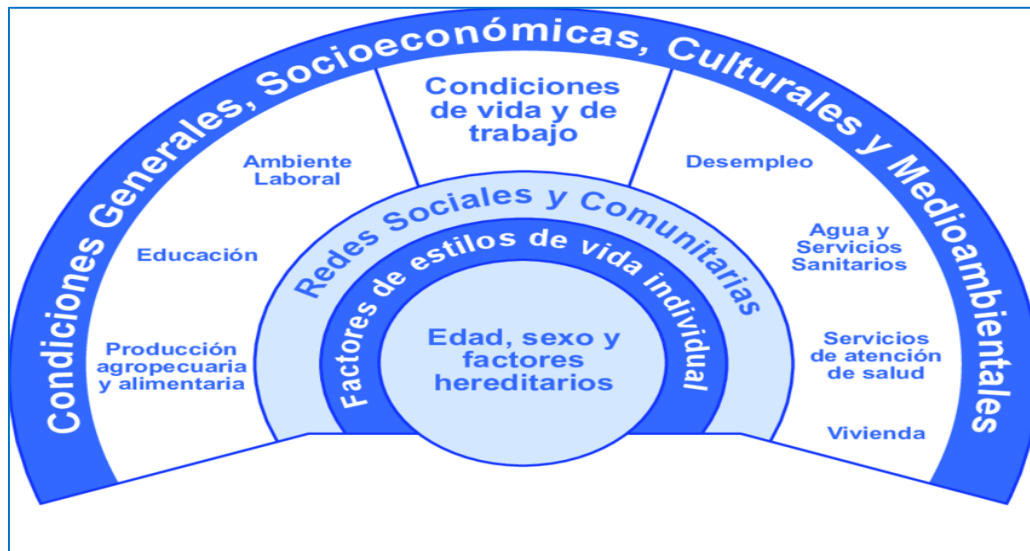 Condiciones Generales, Socioeconómicas, Culturales y Medioambientales
Condiciones
de vida y de
trabajo
Ambiente
Laboral
Desempleo
Redes Sociales y Comunitarias
Educación
Agua y
Servicios
Sanitarios
Factores de estilos de vida individual
Edad, sexo y
factores
hereditarios
Producción
agropecuaria
y alimentaria
Servicios
de atención
de salud
Vivienda